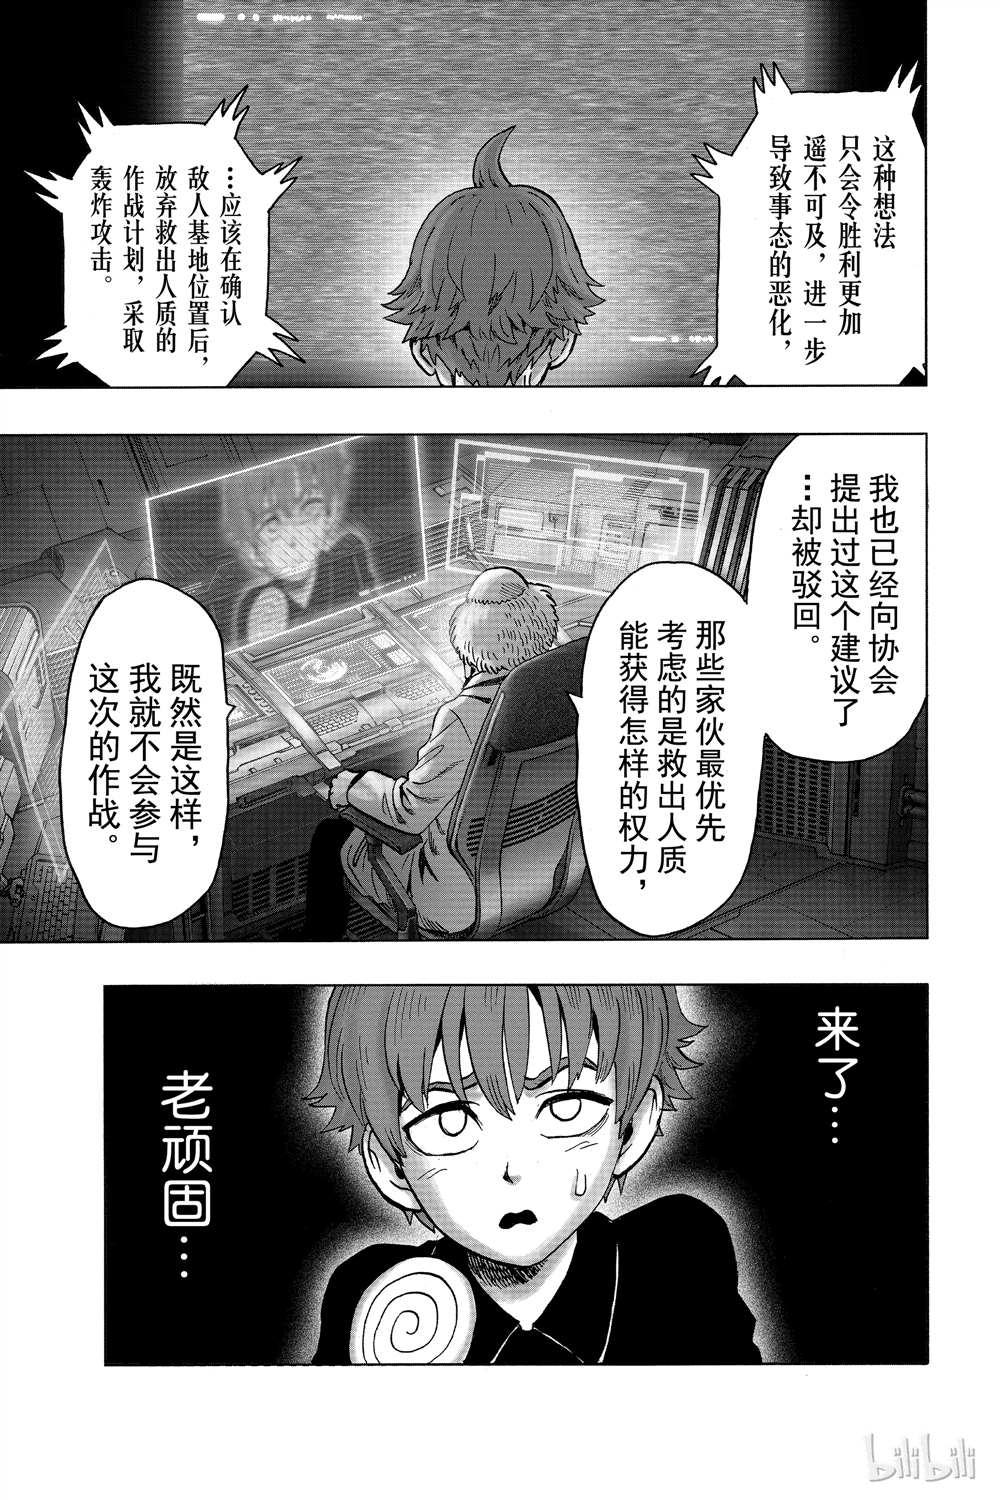 这种想法
只会令胜利更加
遥不可及，进一步
导致事态的恶化，
…应该在确认
敌人基地位置后，
放弃救出人质的
作战计划，采取
轰炸攻击。
我也已经向协会
提出过这个建议了
…却被驳回。
那些家伙最优先
考虑的是救出人质
能获得怎样的权力，
既然是这样，
我就不会参与
这次的作战。
来了…
老顽固…
bilibili